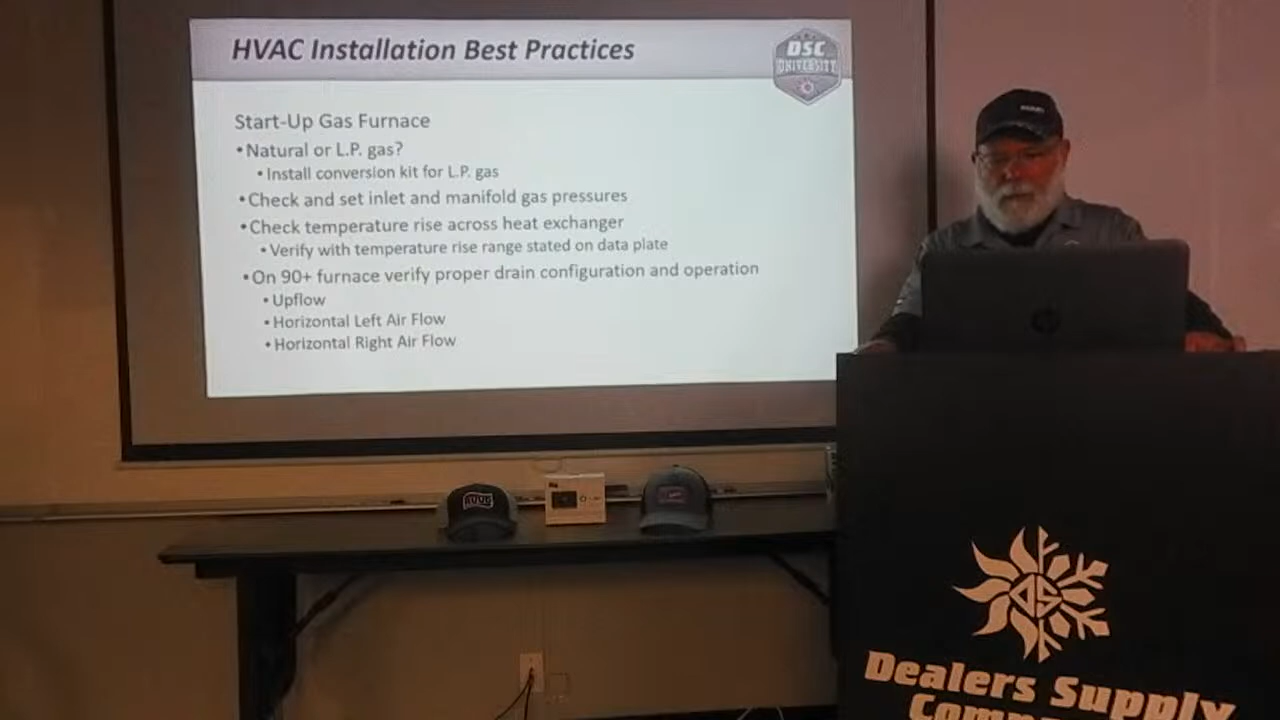 HVAC Installation Best Practices
DSC
UNIVERSITY
Start-Up Gas Furnace
•Natural or L.P. gas?
•Install conversion kit for L.P. gas
•Check and set inlet and manifold gas pressures
•Check temperature rise across heat exchanger
•Verify with temperature rise range stated on data plate
•On 90+ furnace verify proper drain configuration and operation
•Upflow
•Horizontal Left Air Flow
•Horizontal Right Air Flow
hp
RUUD
DS
Dealers Supply